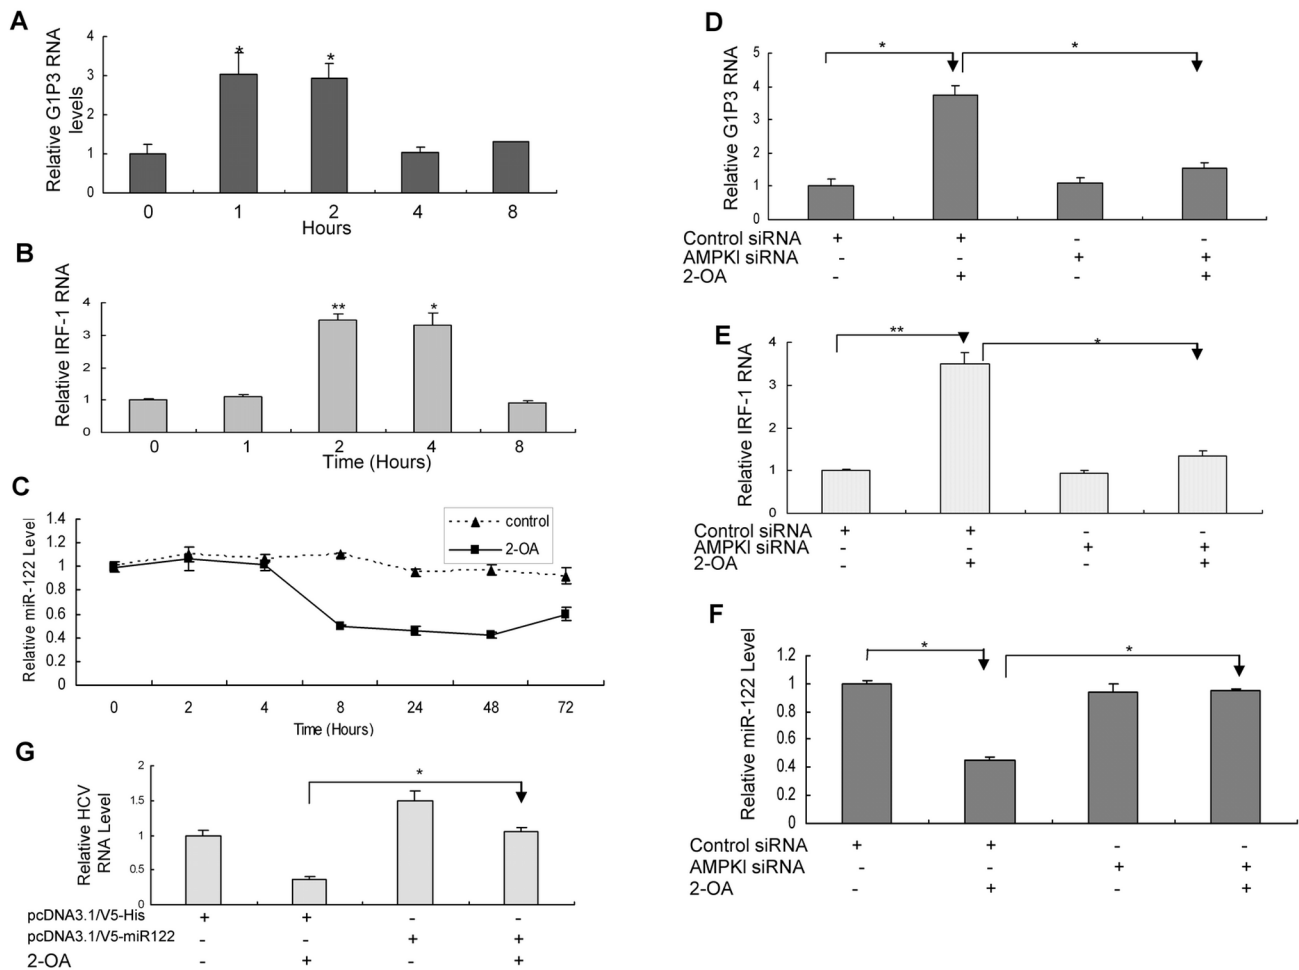 A
Relative G1P3 RNA
levels
4
3
2
1
0
*
*
0 1 2 4 8
Hours
B
Relative IRF-1 RNA
4
3
2
1
0
**
*
0 1 2 4 8
Time (Hours)
C
Relative miR-122 Level
1.4
1.2
1
0.8
0.6
0.4
0.2
0
control
2-OA
0 2 4 8 24 48 72
Time (Hours)
G
Relative HCV
RNA Level
2
1.5
1
0.5
0
*
pcDNA3.1/V5-His + + - -
pcDNA3.1/V5-miR122 - - + +
2-OA - + - +
D
Relative G1P3 RNA
5
4
3
2
1
0
*
*
Control siRNA + + - -
AMPKl siRNA - - + +
2-OA - + - +
E
Relative IRF-1 RNA
4
3
2
1
0
**
*
Control siRNA + + - -
AMPKl siRNA - - + +
2-OA - + - +
F
Relative miR-122 Level
1.2
1
0.8
0.6
0.4
0.2
0
*
*
Control siRNA + + - -
AMPKl siRNA - - + +
2-OA - + - +